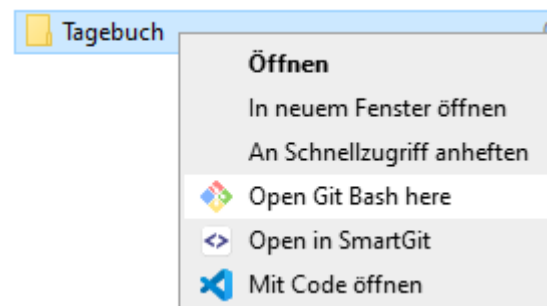 Tagebuch
Öffnen
In neuem Fenster öffnen
An Schnellzugriff anheften
Open Git Bash here
Open in SmartGit
Mit Code öffnen